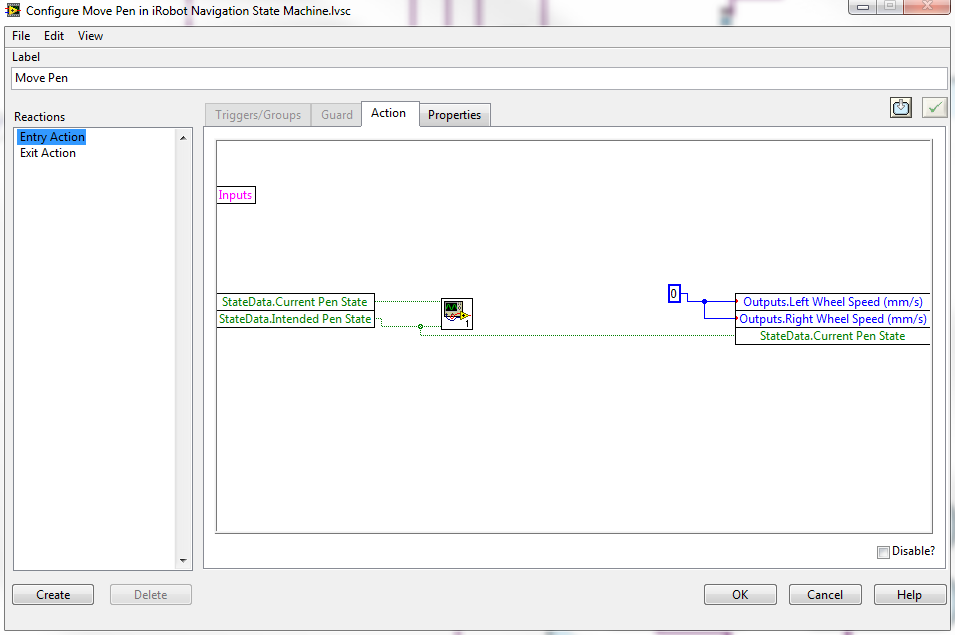 Configure Move Pen in iRobot Navigation State Machine.lvsc
File Edit View
Label
Move Pen
Reactions
Triggers/Groups Guard Action Properties
Entry Action
Exit Action
Inputs
0
StateData.Current Pen State
Outputs.Left Wheel Speed (mm/s)
StateData.Intended Pen State
1
Outputs.Right Wheel Speed (mm/s)
StateData.Current Pen State
Disable?
Create Delete OK Cancel Help